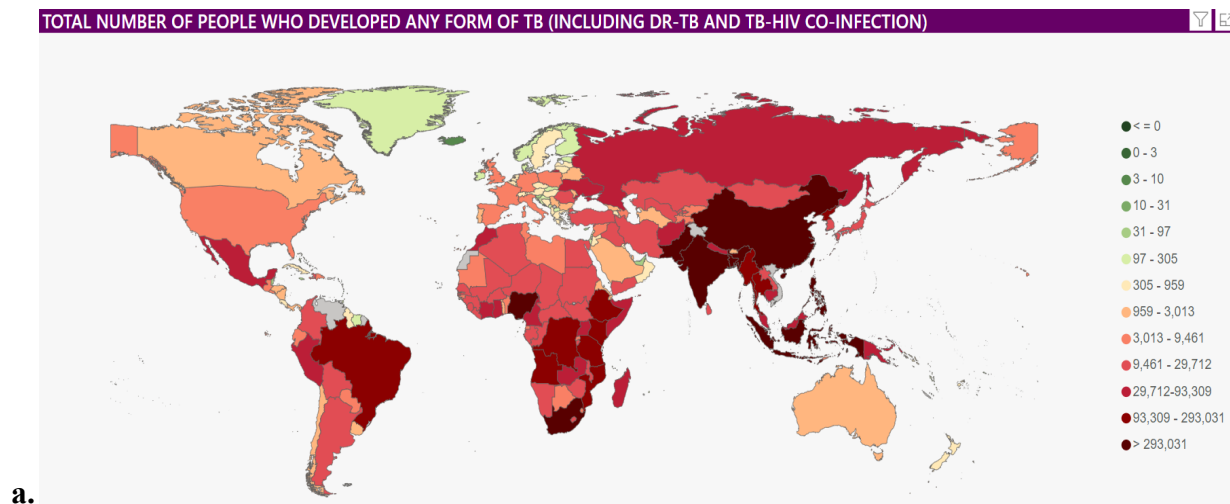 TOTAL NUMBER OF PEOPLE WHO DEVELOPED ANY FORM OF TB (INCLUDING DR-TB AND TB-HIV CO-INFECTION)
< = 0
0 - 3
3 - 10
10 - 31
31 - 97
97 - 305
305 - 959
959 - 3,013
3,013 - 9,461
9,461 - 29,712
29,712-93,309
93,309 - 293,031
> 293,031
a.